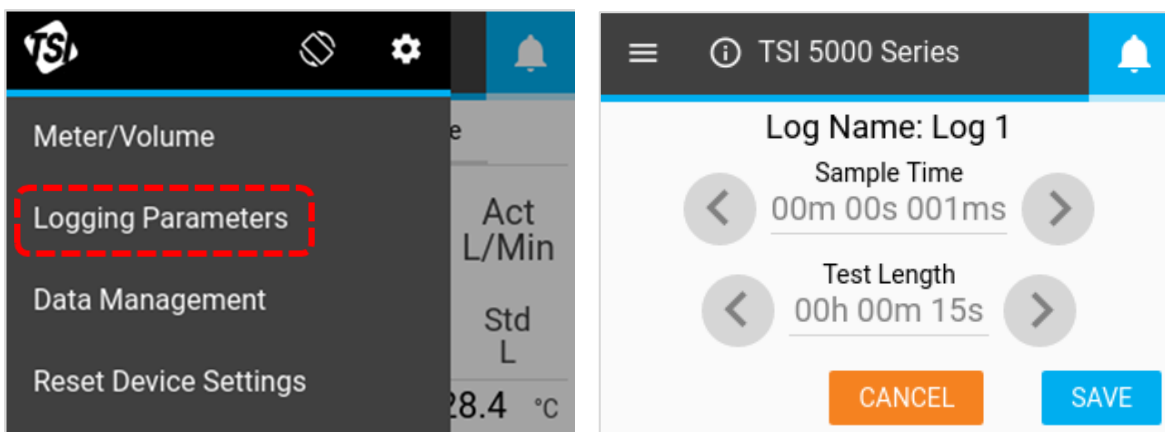 TSI
Meter/Volume
Logging Parameters
Data Management
Reset Device Settings
e
Act
L/Min
Std
L
28.4 °C
TSI 5000 Series
Log Name: Log 1
Sample Time
00m 00s 001ms
Test Length
00h 00m 15s
CANCEL
SAVE